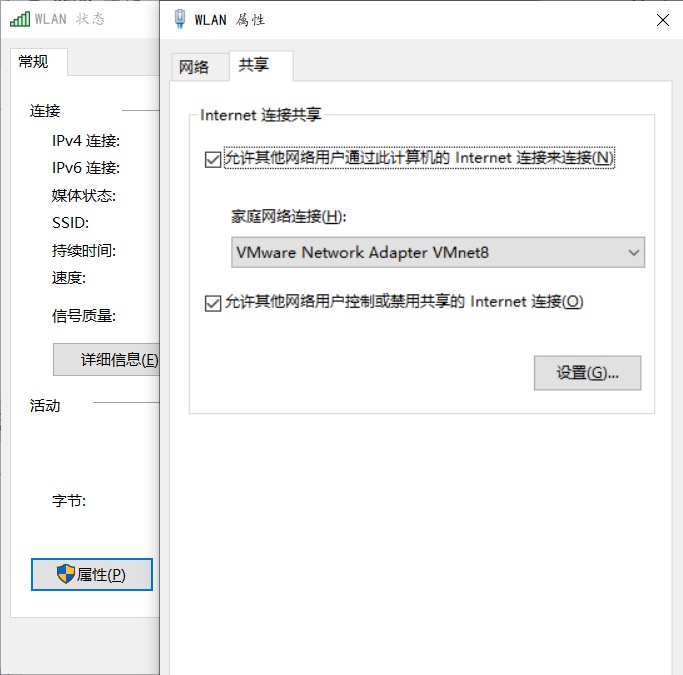 WLAN 状态
常规
连接
IPv4 连接:
IPv6 连接:
媒体状态:
SSID:
持续时间:
速度:
信号质量:
详细信息(E)
活动
字节:
属性(P)
WLAN 属性
网络
共享
Internet 连接共享
允许其他网络用户通过此计算机的 Internet 连接来连接(N)
家庭网络连接(H):
VMware Network Adapter VMnet8
允许其他网络用户控制或禁用共享的 Internet 连接(O)
设置(G)...